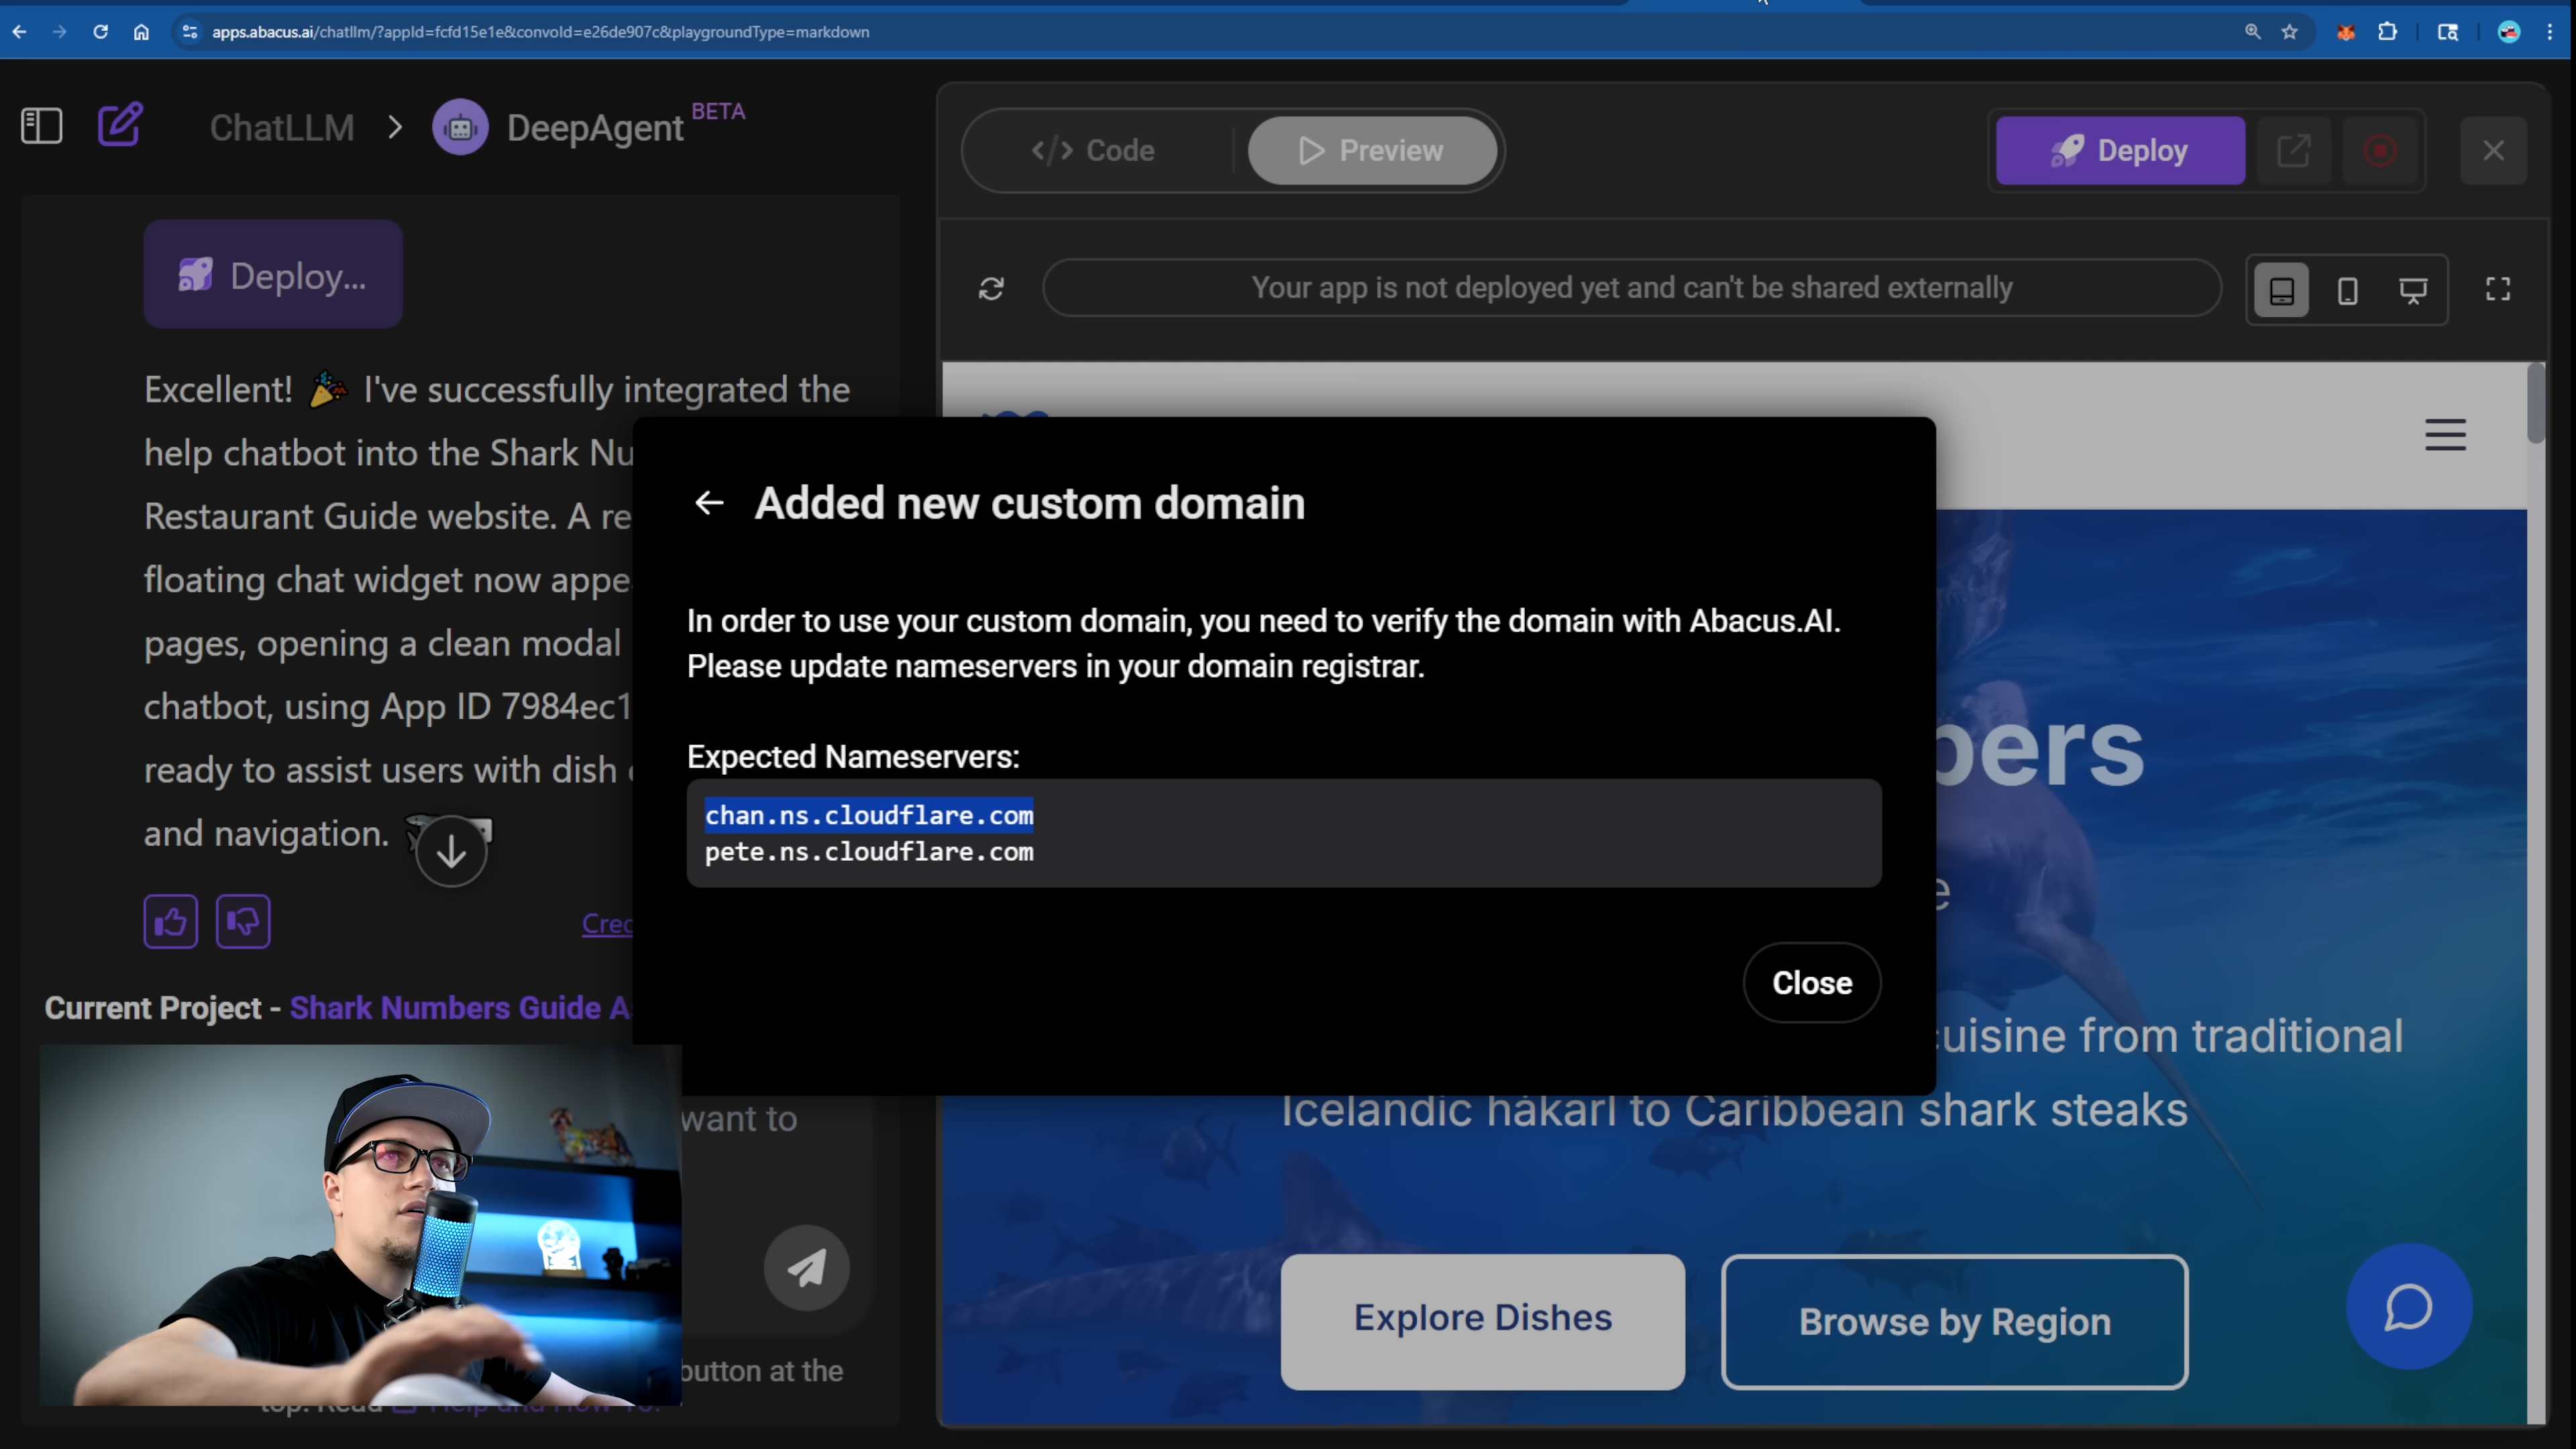 apps.abacus.ai/chatllm/?appId=fcfd15e1e&convoId=e26de907c&playgroundType=markdown
ChatLLM > DeepAgent BETA
</> Code
Preview
Deploy
Deploy...
Your app is not deployed yet and can't be shared externally
Excellent! 🎉 I've successfully integrated the
help chatbot into the Shark
Restaurant Guide website. A
floating chat widget now
pages, opening a clean modal
chatbot, using App ID 7984ec1
ready to assist users with dish
and navigation.
Current Project - Shark Numbers Guide
want to
button at the
Added new custom domain
In order to use your custom domain, you need to verify the domain with Abacus.AI.
Please update nameservers in your domain registrar.
Expected Nameservers:
chan.ns.cloudflare.com
pete.ns.cloudflare.com
Close
cuisine from traditional
Icelandic hákarl to Caribbean shark steaks
Explore Dishes
Browse by Region